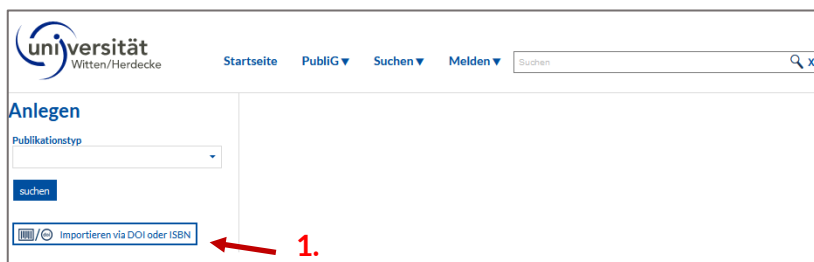 universität
Witten/Herdecke
Startseite PubliG ▼ Suchen ▼ Melden ▼ Suchen X
Anlegen
Publikationstyp
suchen
Importieren via DOI oder ISBN
1.